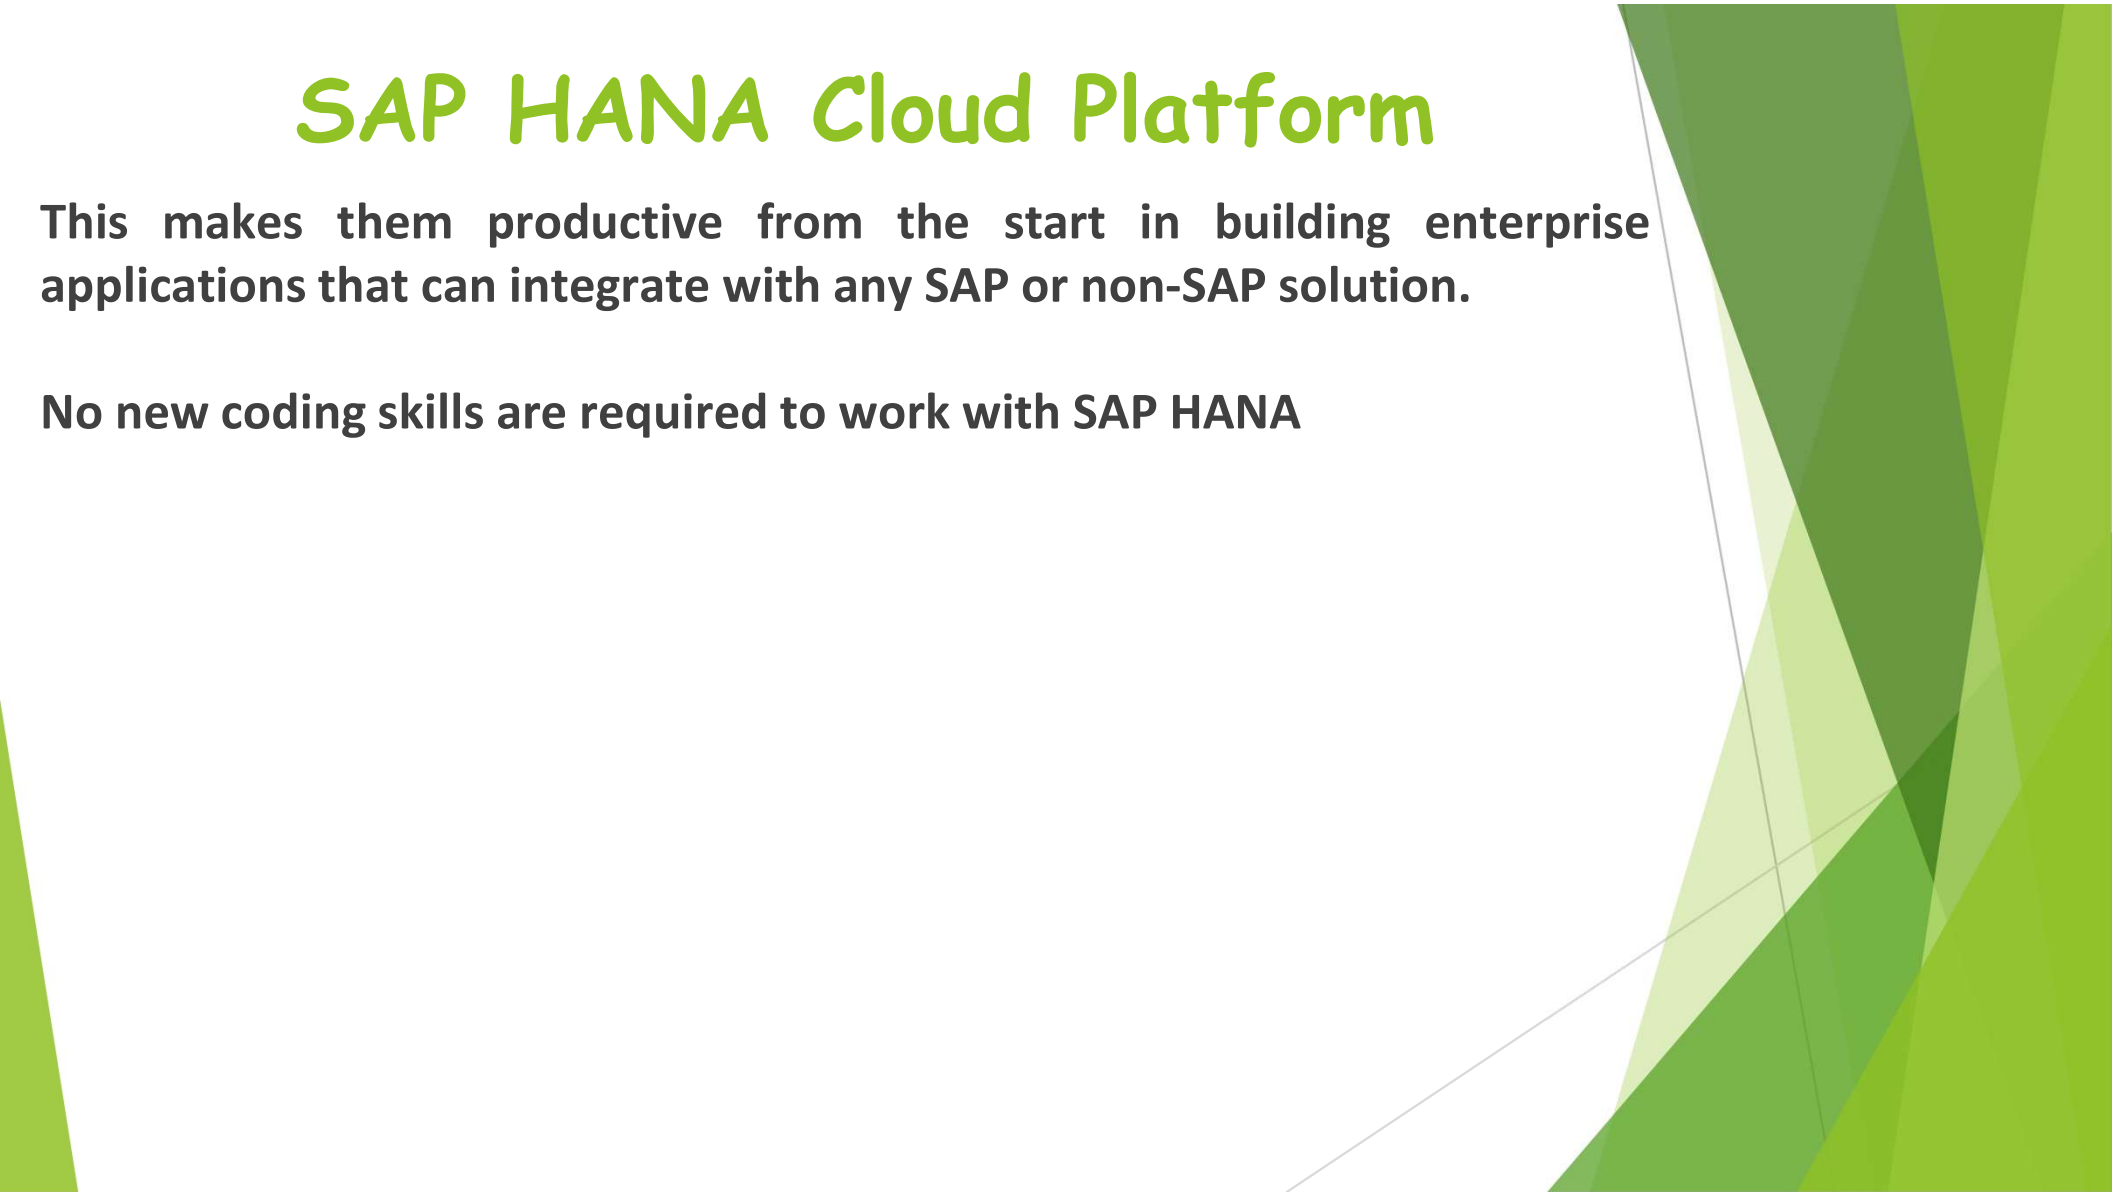 SAP HANA Cloud Platform
This makes them productive from the start in building enterprise
applications that can integrate with any SAP or non-SAP solution.
No new coding skills are required to work with SAP HANA